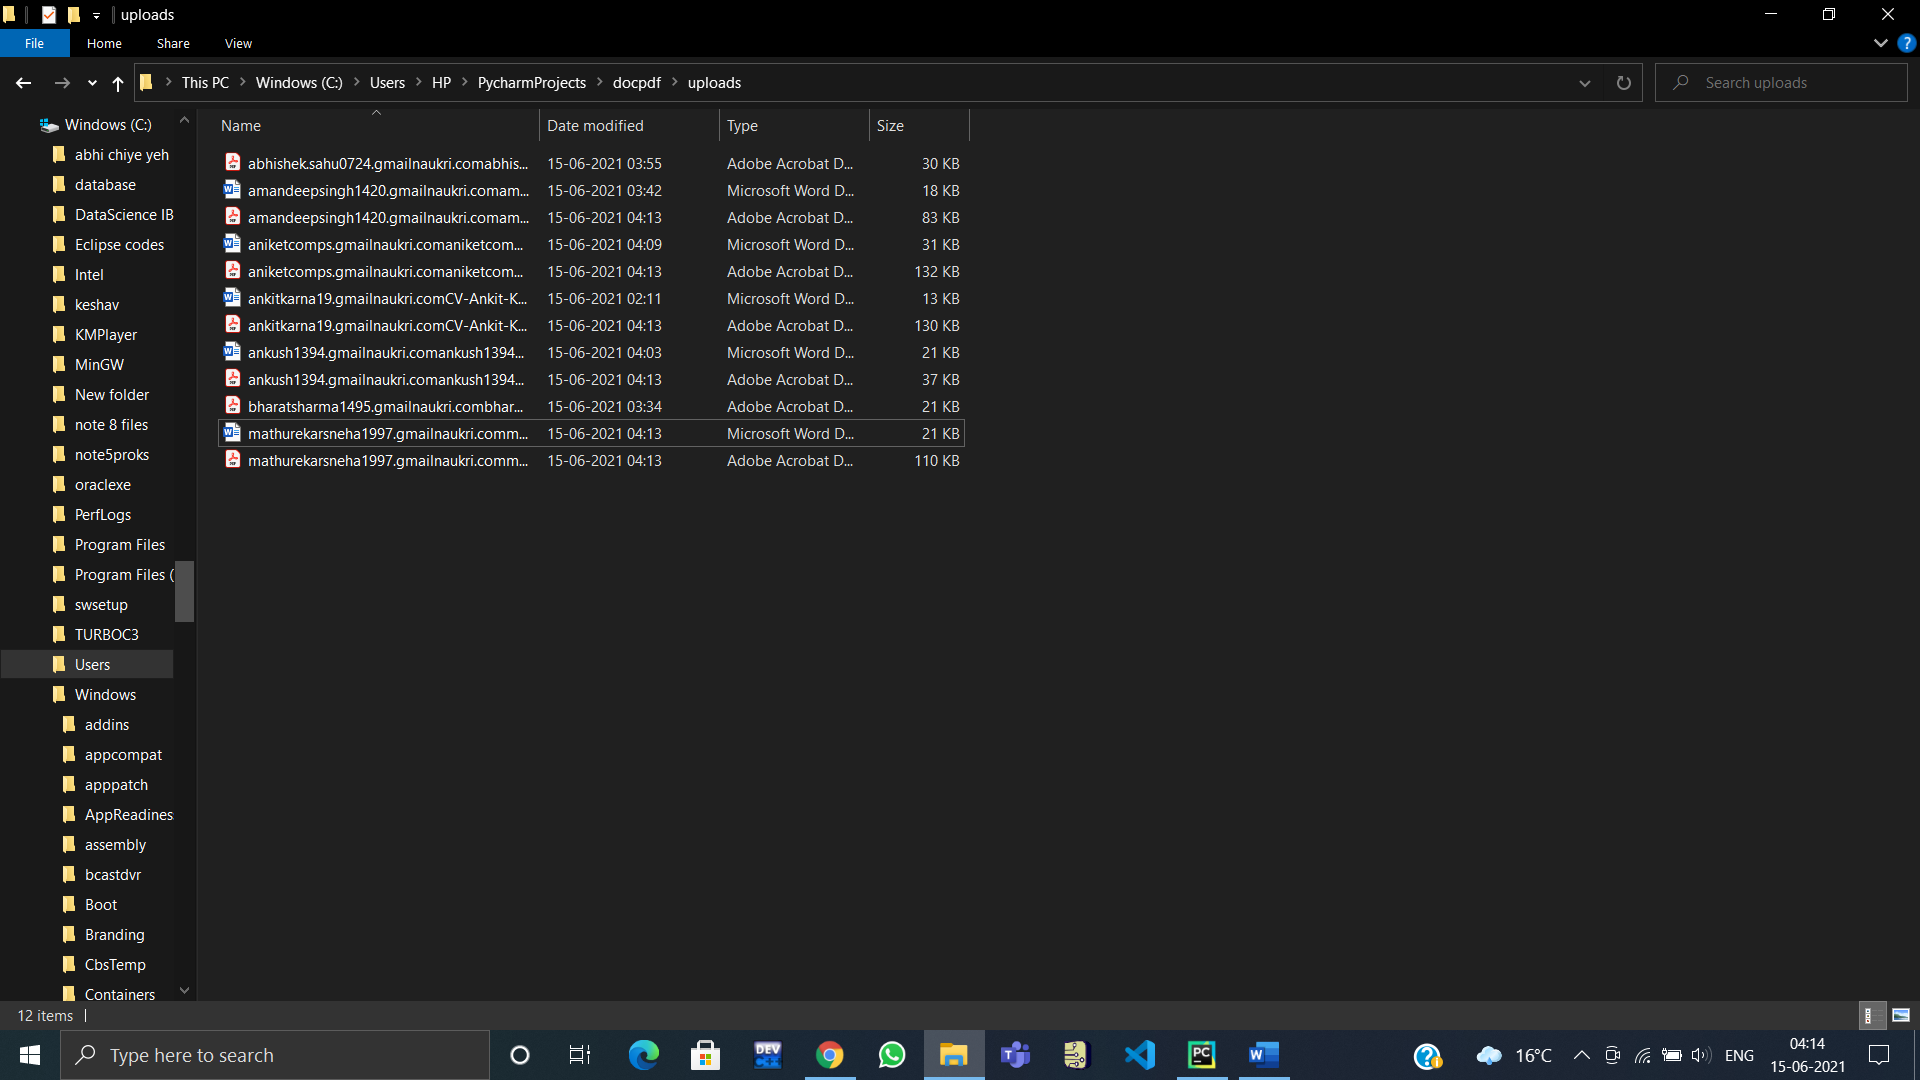 uploads
File Home Share View
This PC Windows (C:) Users HP PycharmProjects docpdf uploads
Search uploads
Windows (C:)
abhi chiye yeh
database
DataScience IB
Eclipse codes
Intel
keshav
KMPlayer
MinGW
New folder
note 8 files
note5proks
oraclexe
PerfLogs
Program Files
Program Files (
swsetup
TURBOC3
Users
Windows
addins
appcompat
apppatch
AppReadines
assembly
bcastdvr
Boot
Branding
CbsTemp
Containers
Name Date modified Type Size
abhishek.sahu0724.gmailnaukri.comabhis... 15-06-2021 03:55 Adobe Acrobat D... 30 KB
amandeepsingh1420.gmailnaukri.comam... 15-06-2021 03:42 Microsoft Word D... 18 KB
amandeepsingh1420.gmailnaukri.comam... 15-06-2021 04:13 Adobe Acrobat D... 83 KB
aniketcomps.gmailnaukri.comaniketcom... 15-06-2021 04:09 Microsoft Word D... 31 KB
aniketcomps.gmailnaukri.comaniketcom... 15-06-2021 04:13 Adobe Acrobat D... 132 KB
ankitkarna19.gmailnaukri.comCV-Ankit-K... 15-06-2021 02:11 Microsoft Word D... 13 KB
ankitkarna19.gmailnaukri.comCV-Ankit-K... 15-06-2021 04:13 Adobe Acrobat D... 130 KB
ankush1394.gmailnaukri.comankush1394... 15-06-2021 04:03 Microsoft Word D... 21 KB
ankush1394.gmailnaukri.comankush1394... 15-06-2021 04:13 Adobe Acrobat D... 37 KB
bharatsharma1495.gmailnaukri.combhar... 15-06-2021 03:34 Adobe Acrobat D... 21 KB
mathurekarsneha1997.gmailnaukri.comm... 15-06-2021 04:13 Microsoft Word D... 21 KB
mathurekarsneha1997.gmailnaukri.comm... 15-06-2021 04:13 Adobe Acrobat D... 110 KB
12 items
Type here to search
DEV C++
PC
16°C
ENG
04:14
15-06-2021